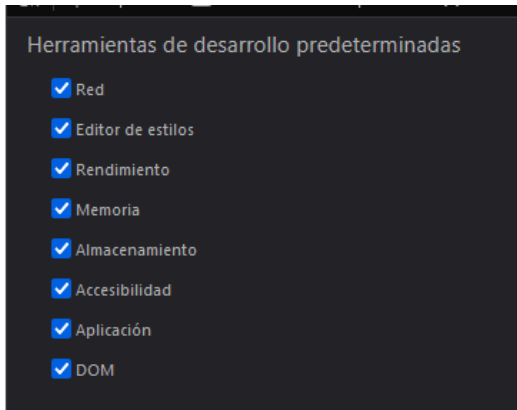 Herramientas de desarrollo predeterminadas
Red
Editor de estilos
Rendimiento
Memoria
Almacenamiento
Accesibilidad
Aplicación
DOM